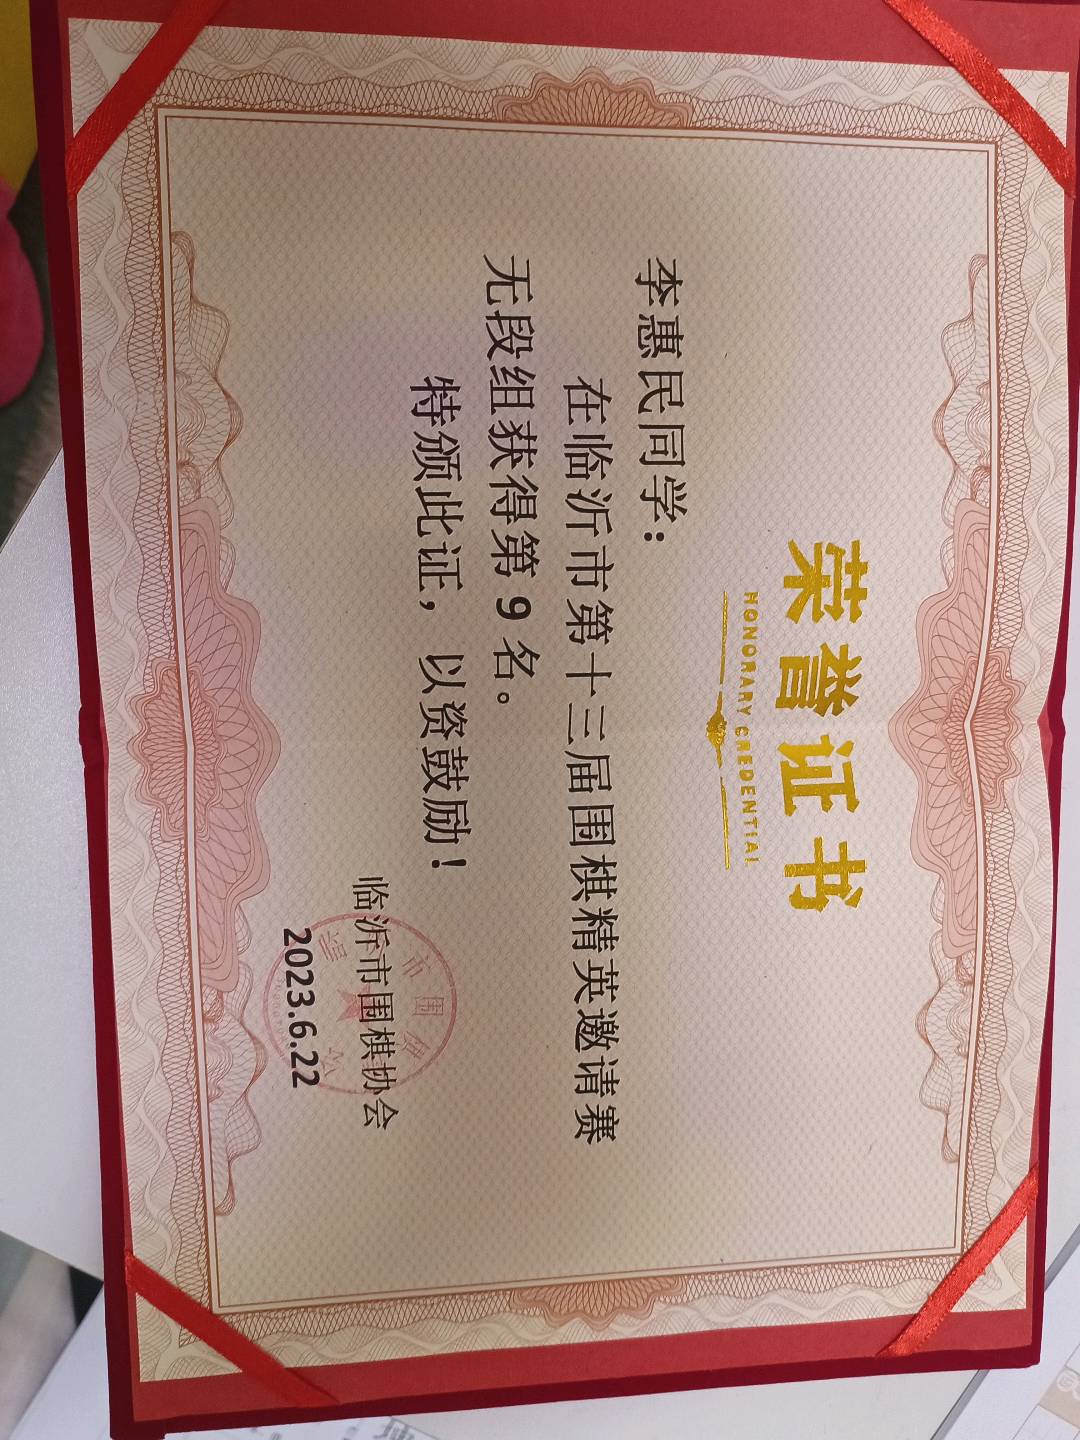 荣誉证书
HONORARY CREDENTIAL
李惠民同学：
在临沂市第十三届围棋精英邀请赛
无段组获得第9名。
特颁此证，以资鼓励！
临沂市围棋协会
2023.6.22